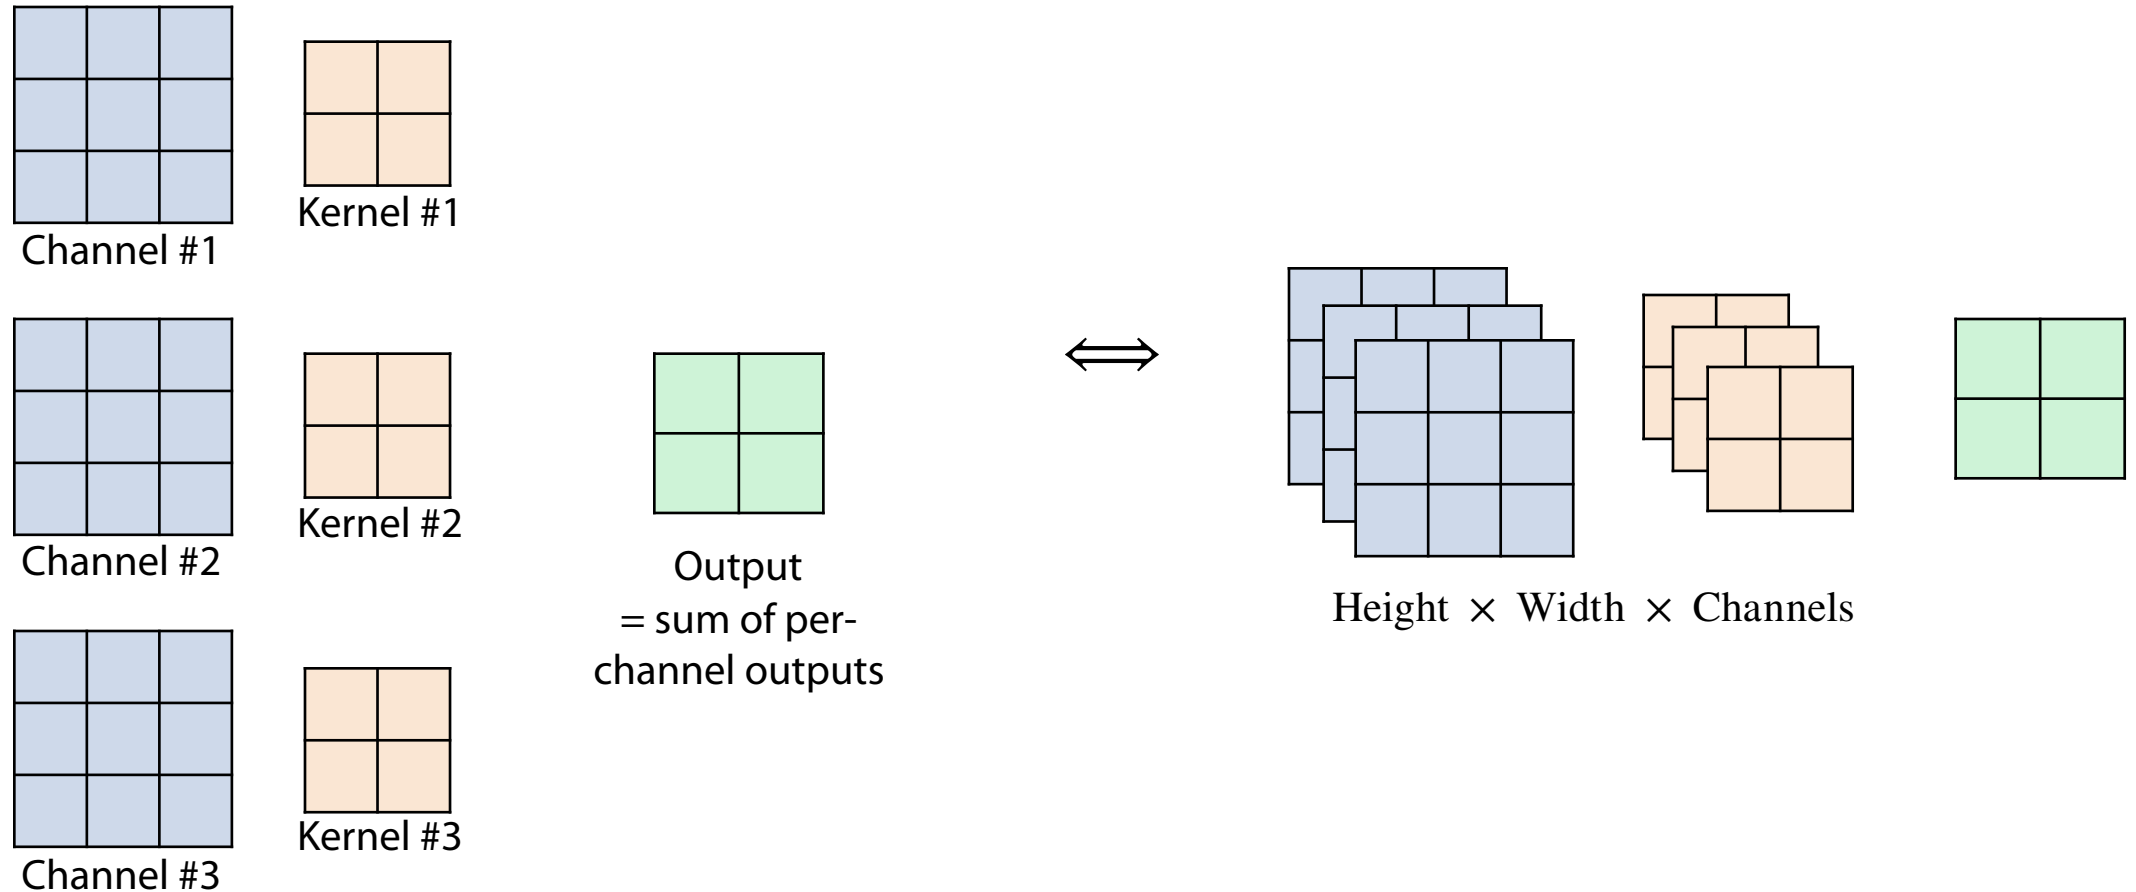 Channel #1
Kernel #1
Channel #2
Kernel #2
Channel #3
Kernel #3
Output
= sum of per-
channel outputs
⟺
Height × Width × Channels